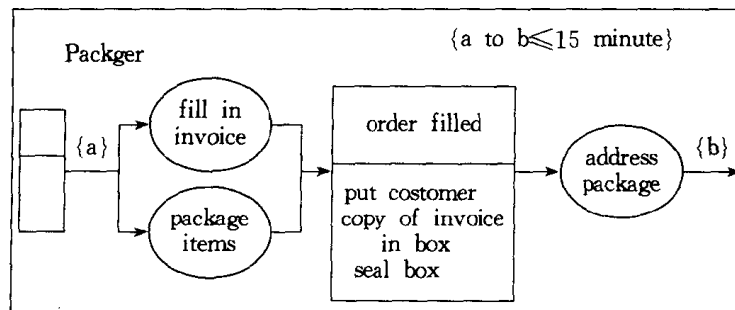 {a to b⩽15 minute}
Packger
fill in
invoice
{a}
package
items
order filled
put costomer
copy of invoice
in box
seal box
address
package
{b}